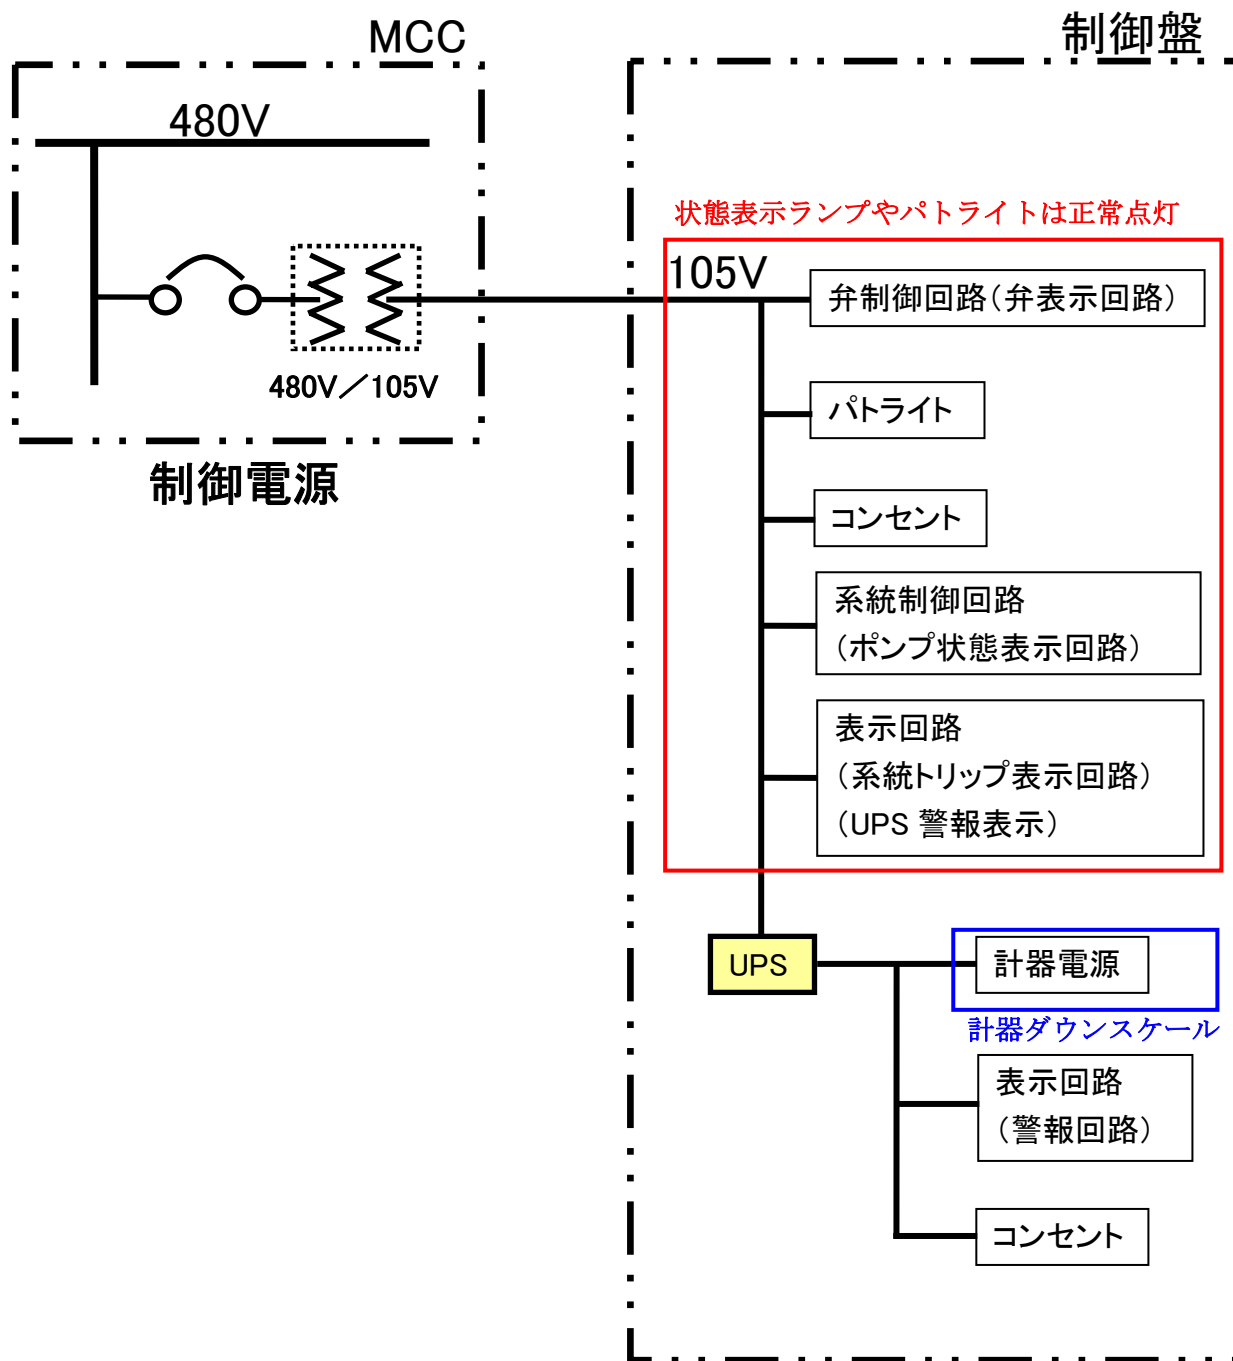 MCC
制御盤
480V
状態表示ランプやパトライトは正常点灯
105V
弁制御回路(弁表示回路)
480V／105V
パトライト
制御電源
コンセント
系統制御回路
(ポンプ状態表示回路)
表示回路
(系統トリップ表示回路)
(UPS 警報表示)
UPS
計器電源
計器ダウンスケール
表示回路
(警報回路)
コンセント